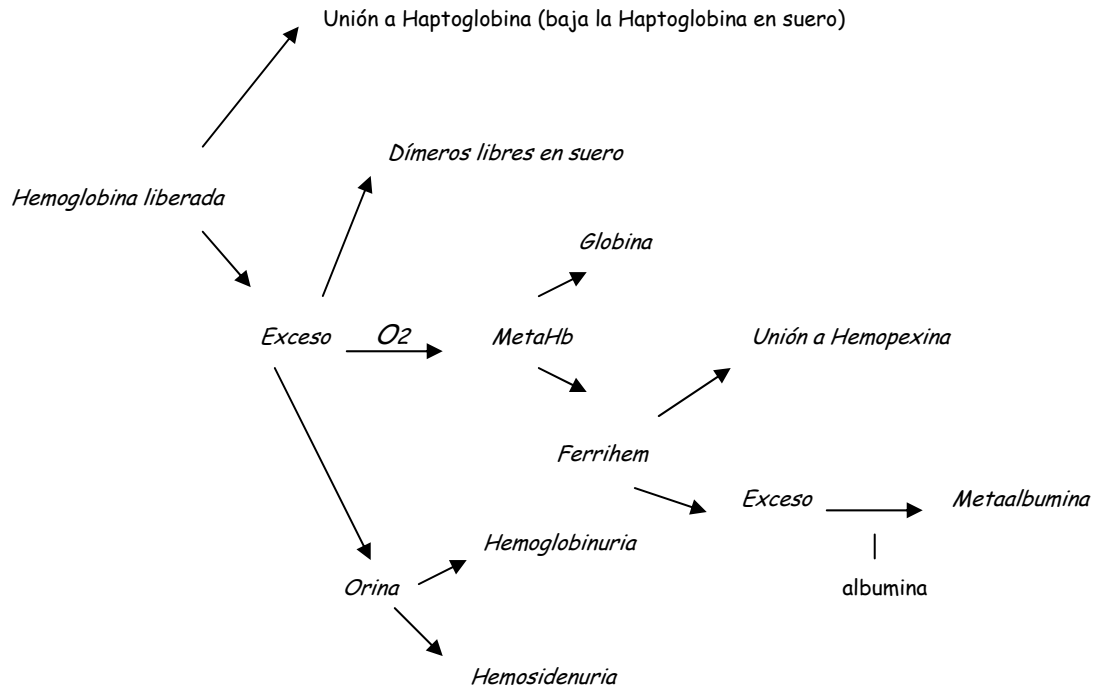 Unión a Haptoglobina (baja la Haptoglobina en suero)
Dímeros libres en suero
Hemoglobina liberada
Globina
Exceso
O2
MetaHb
Unión a Hemopexina
Ferrihem
Exceso
Metaalbumina
Hemoglobinuria
Orina
albumina
Hemosidenuria